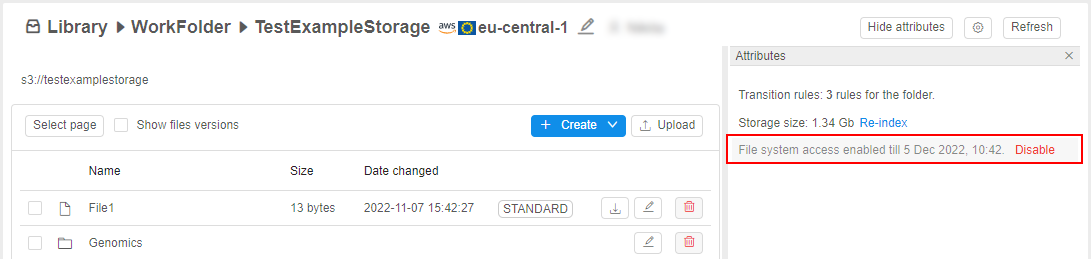 Library WorkFolder TestExampleStorage aws eu-central-1
Hide attributes Refresh
Attributes
s3://testexamplestorage
Transition rules: 3 rules for the folder.
Select page Show files versions + Create Upload
Storage size: 1.34 Gb Re-index
File system access enabled till 5 Dec 2022, 10:42. Disable
Name Size Date changed
File1 13 bytes 2022-11-07 15:42:27 STANDARD
Genomics